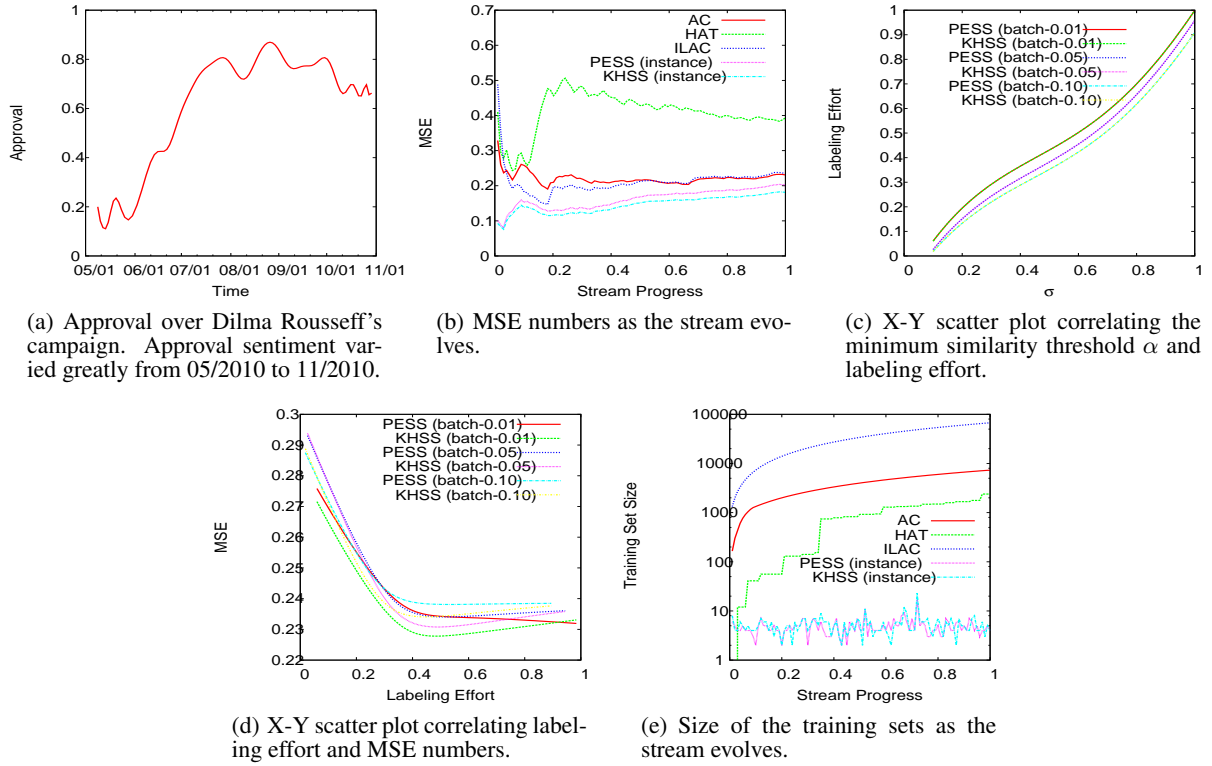 Approval
1
0.8
0.6
0.4
0.2
0
05/01 06/01 07/01 08/01 09/01 10/01 11/01
Time
(a) Approval over Dilma Rousseff's
campaign. Approval sentiment var-
ied greatly from 05/2010 to 11/2010.
MSE
0.7
0.6
0.5
0.4
0.3
0.2
0.1
0
0 0.2 0.4 0.6 0.8 1
Stream Progress
AC
HAT
ILAC
PESS (instance)
KHSS (instance)
(b) MSE numbers as the stream evo-
lves.
Labeling Effort
1
0.9
0.8
0.7
0.6
0.5
0.4
0.3
0.2
0.1
0
0 0.2 0.4 0.6 0.8 1
σ
PESS (batch-0.01)
KHSS (batch-0.01)
PESS (batch-0.05)
KHSS (batch-0.05)
PESS (batch-0.10)
KHSS (batch-0.10)
(c) X-Y scatter plot correlating the
minimum similarity threshold α and
labeling effort.
MSE
0.3
0.29
0.28
0.27
0.26
0.25
0.24
0.23
0.22
0 0.2 0.4 0.6 0.8 1
Labeling Effort
PESS (batch-0.01)
KHSS (batch-0.01)
PESS (batch-0.05)
KHSS (batch-0.05)
PESS (batch-0.10)
KHSS (batch-0.10)
(d) X-Y scatter plot correlating label-
ing effort and MSE numbers.
Training Set Size
100000
10000
1000
100
10
1
0 0.2 0.4 0.6 0.8 1
Stream Progress
AC
HAT
ILAC
PESS (instance)
KHSS (instance)
(e) Size of the training sets as the
stream evolves.